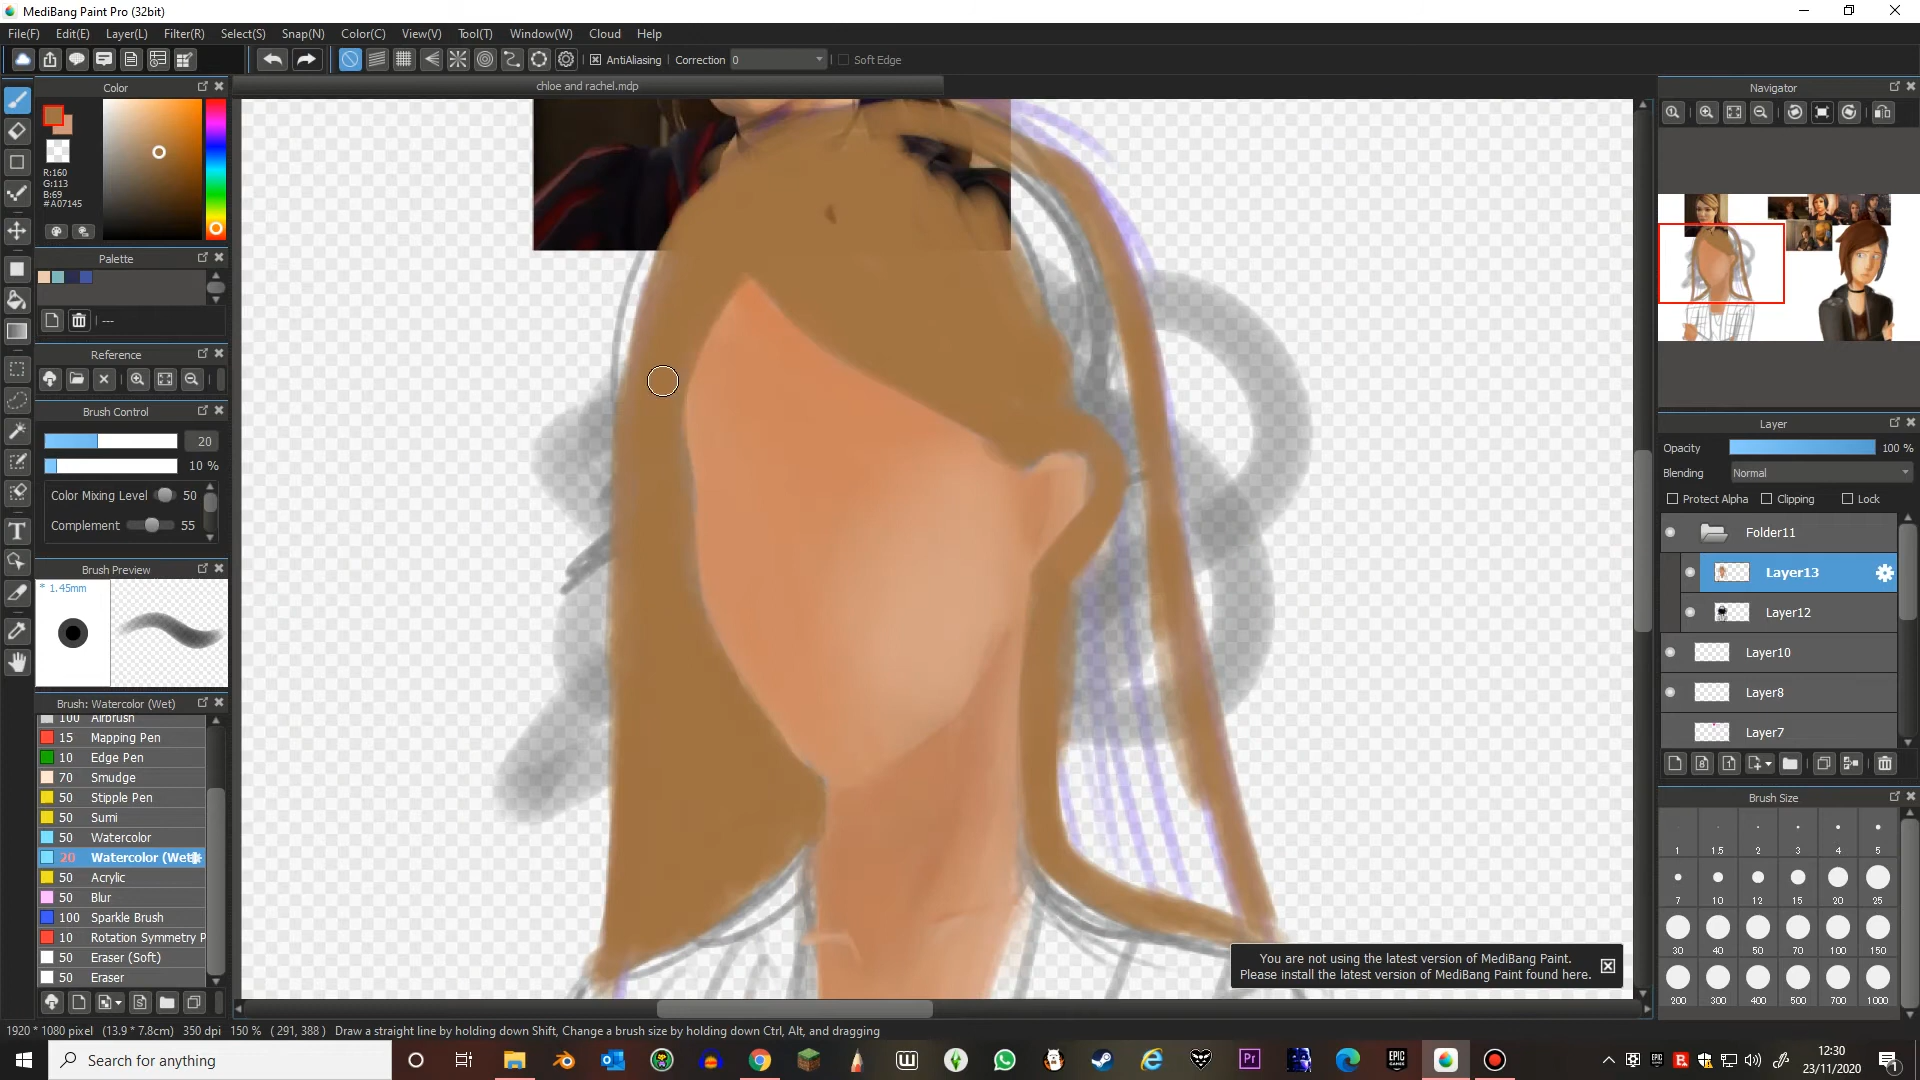 MediBang Paint Pro (32bit)
File(F) Edit(E) Layer(L) Filter(R) Select(S) Snap(N) Color(C) View(V) Tool(T) Window(W) Cloud Help
AntiAliasing Correction 0 Soft Edge
chloe and rachel.mdp
Color
R:160
G:113
B:69
#A07145
Palette
---
Reference
Brush Control
20
10 %
Color Mixing Level 50
Complement 55
Brush Preview
* 1.45mm
Brush: Watercolor (Wet)
100 Airbrush
15 Mapping Pen
10 Edge Pen
70 Smudge
50 Stipple Pen
50 Sumi
50 Watercolor
20 Watercolor (Wet
50 Acrylic
50 Blur
100 Sparkle Brush
10 Rotation Symmetry P
50 Eraser (Soft)
50 Eraser
Navigator
Layer
Opacity 100 %
Blending Normal
Protect Alpha Clipping Lock
Folder11
Layer13
Layer12
Layer10
Layer8
Layer7
Brush Size
1 1.5 2 3 4 5
7 10 12 15 20 25
30 40 50 70 100 150
200 300 400 500 700 1000
You are not using the latest version of MediBang Paint.
Please install the latest version of MediBang Paint found here.
1920 * 1080 pixel (13.9 * 7.8cm) 350 dpi 150 % ( 291, 388 ) Draw a straight line by holding down Shift, Change a brush size by holding down Ctrl, Alt, and dragging
Search for anything
12:30
23/11/2020